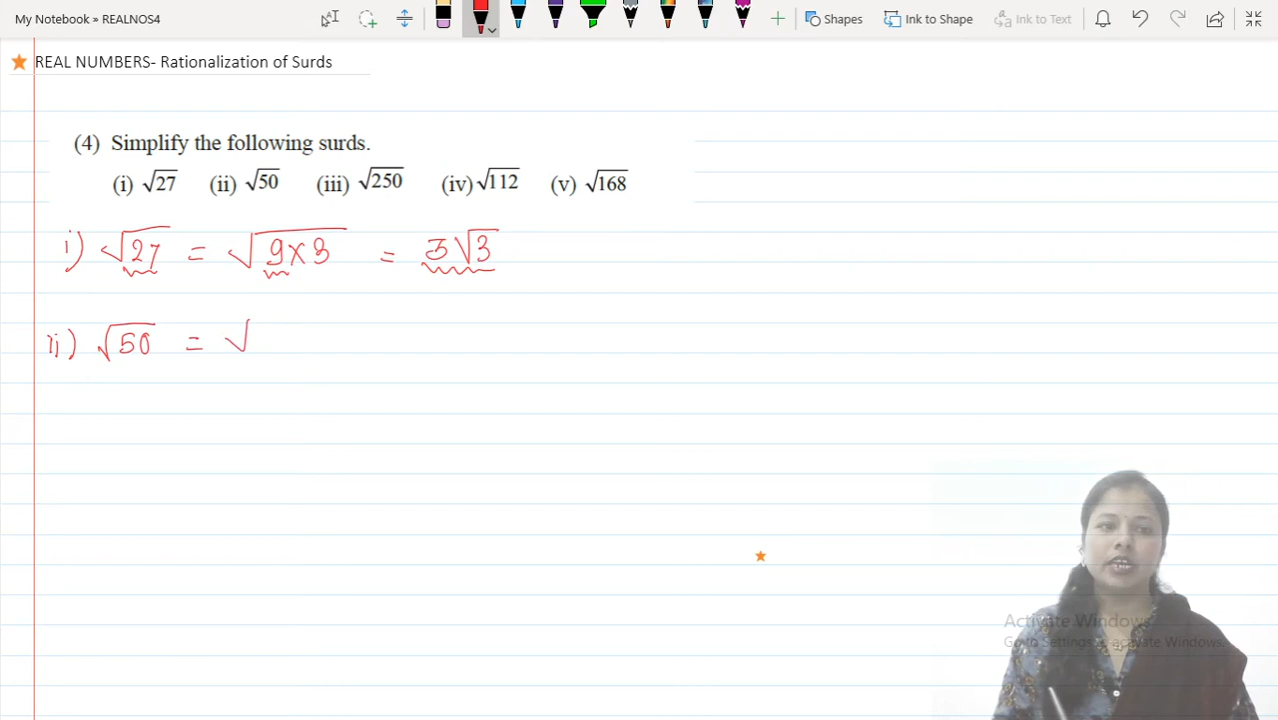 My Notebook » REALNOS4
Shapes Ink to Shape Ink to Text
REAL NUMBERS- Rationalization of Surds
(4) Simplify the following surds.
(i) √27 (ii) √50 (iii) √250 (iv) √112 (v) √168
i) √27 = √9×3 = 3√3
ii) √50 = √
Activate Windows
Go to Settings to activate Windows.